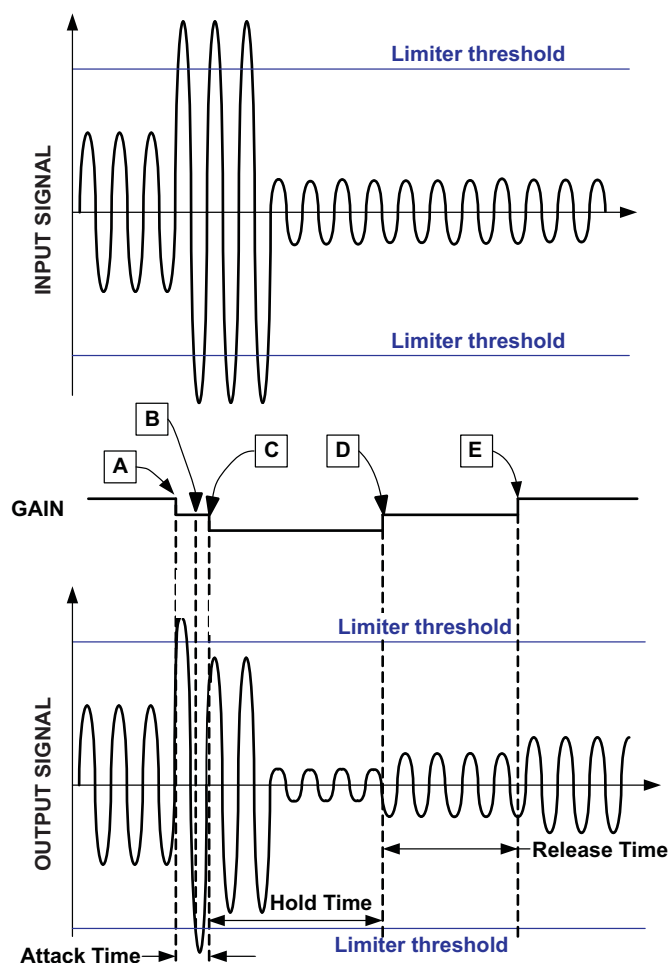 Limiter threshold
INPUT SIGNAL
Limiter threshold
B
A
C
D
E
GAIN
Limiter threshold
OUTPUT SIGNAL
Release Time
Hold Time
Limiter threshold
Attack Time